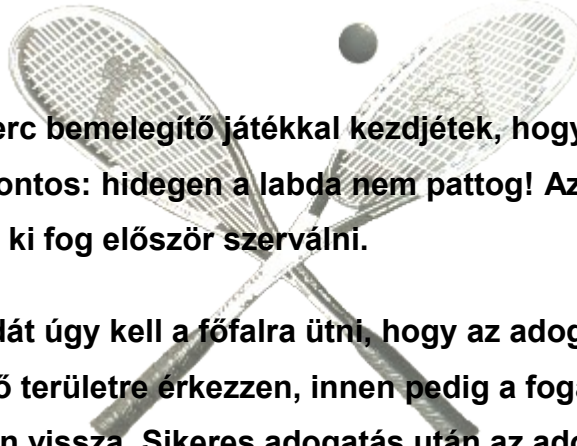 erc bemelegítő játékkal kezdjétek, hogy
ontos: hidegen a labda nem pattog! Az
ki fog először szerválni.
dát úgy kell a főfalra ütni, hogy az adog
ő területre érkezzen, innen pedig a foga
n vissza. Sikeres adogatás után az ado